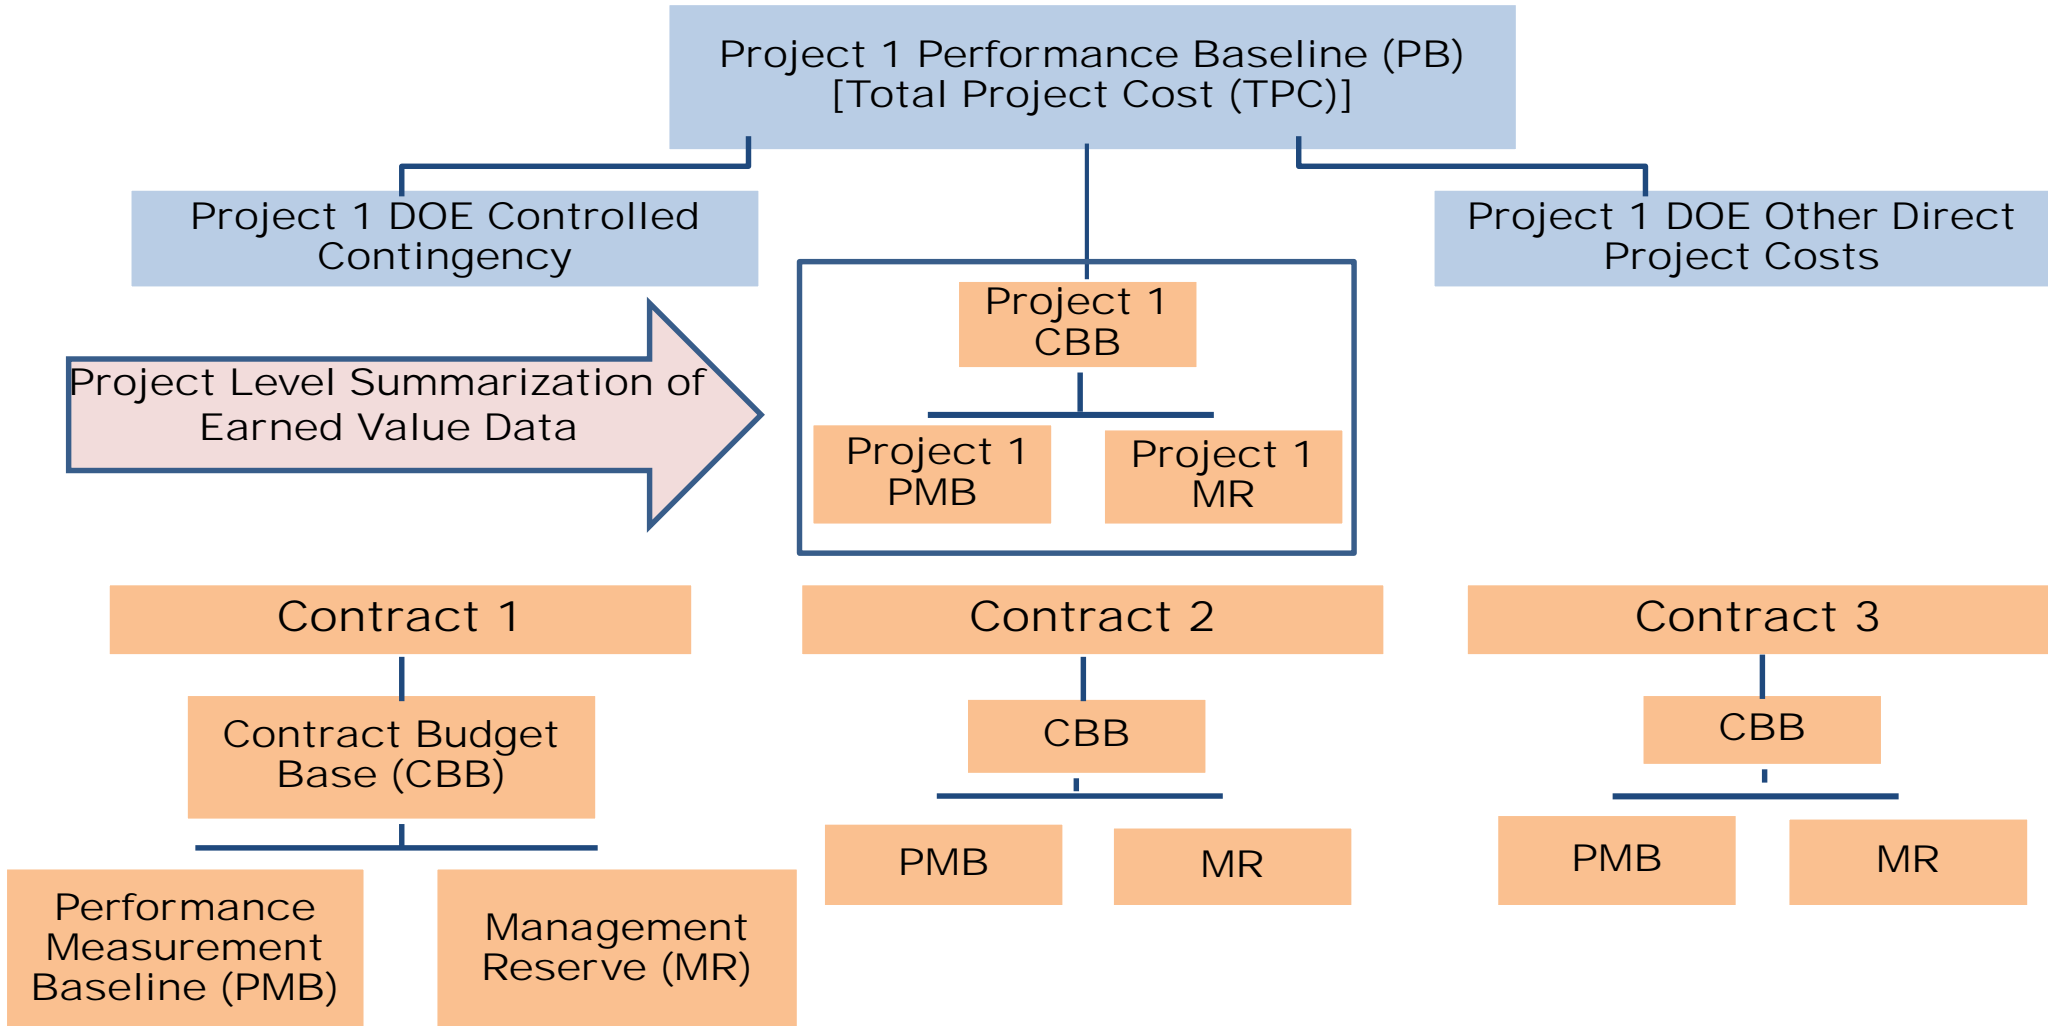 Project 1 Performance Baseline (PB)
[Total Project Cost (TPC)]
Project 1 DOE Controlled
Contingency
Project 1 DOE Other Direct
Project Costs
Project 1
CBB
Project Level Summarization of
Earned Value Data
Project 1
PMB
Project 1
MR
Contract 1
Contract 2
Contract 3
Contract Budget
Base (CBB)
CBB
CBB
Performance
Measurement
Baseline (PMB)
Management
Reserve (MR)
PMB
MR
PMB
MR